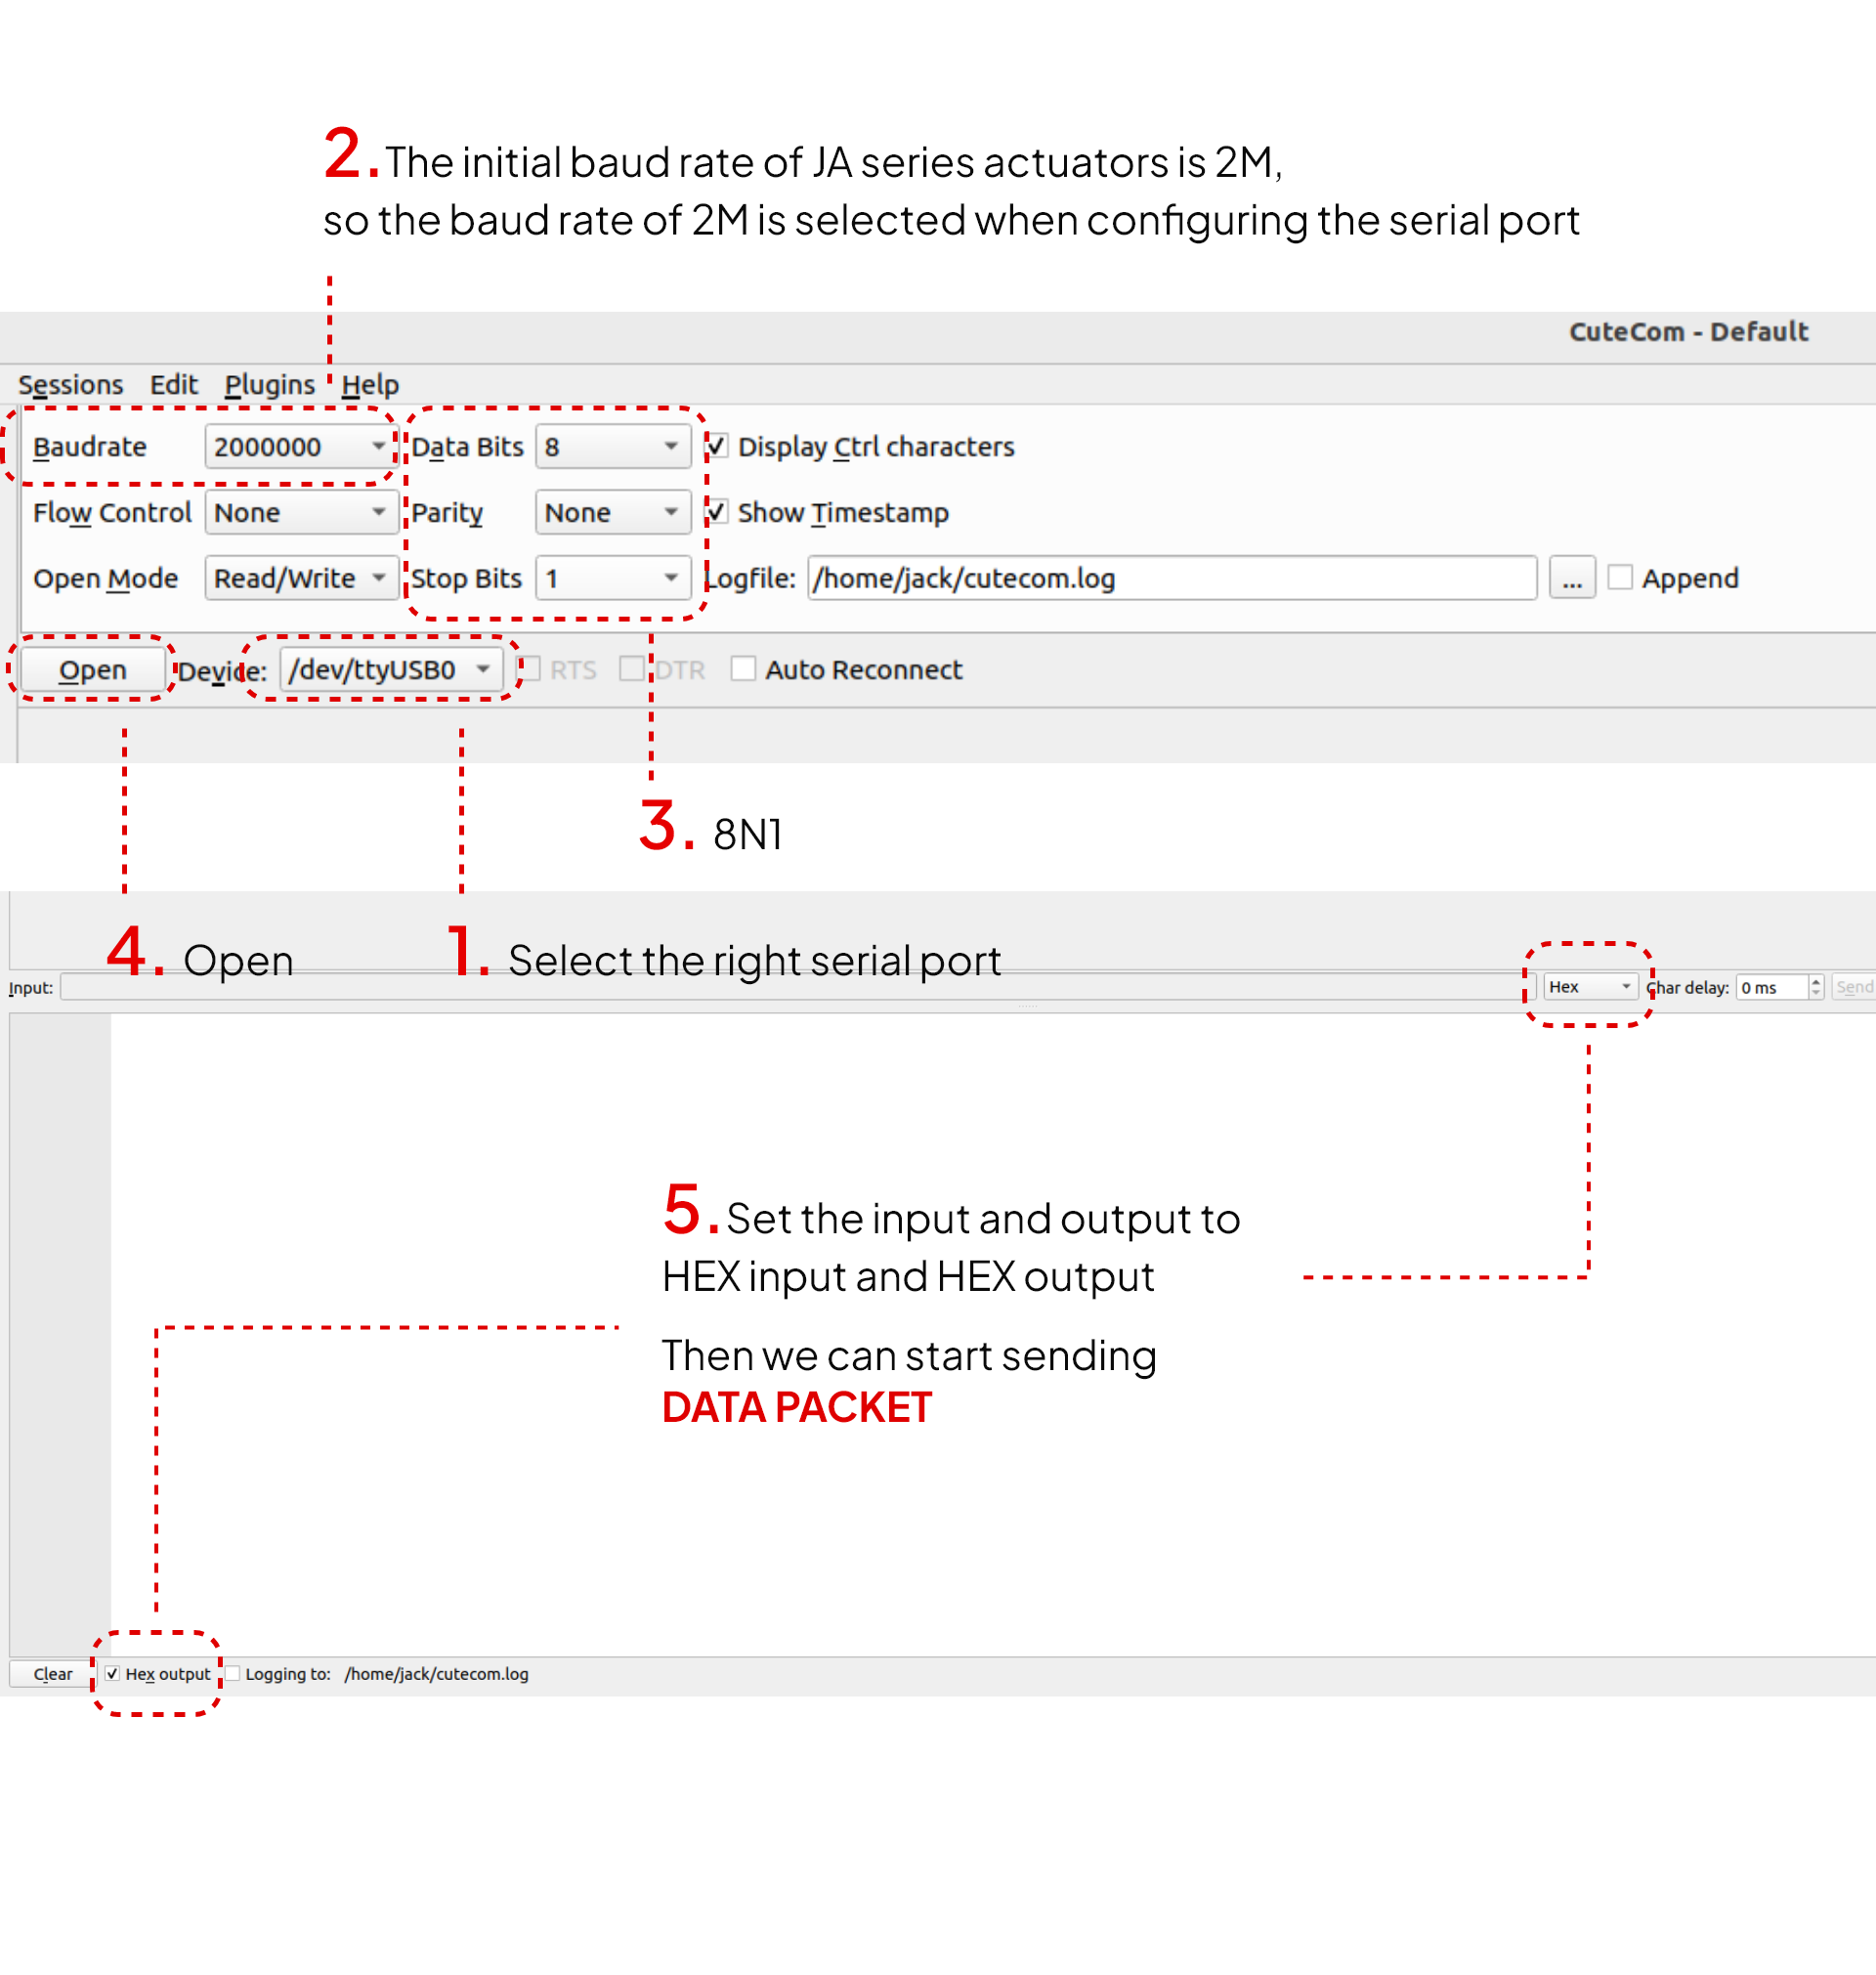 2. The initial baud rate of JA series actuators is 2M,
so the baud rate of 2M is selected when configuring the serial port
CuteCom - Default
Sessions Edit Plugins Help
Baudrate 2000000 Data Bits 8 Display Ctrl characters
Flow Control None Parity None Show Timestamp
Open Mode Read/Write Stop Bits 1 Logfile: /home/jack/cutecom.log ... Append
Open Device: /dev/ttyUSB0 RTS DTR Auto Reconnect
3. 8N1
4. Open 1. Select the right serial port
Input: Hex Char delay: 0 ms Send
5. Set the input and output to
HEX input and HEX output
Then we can start sending
DATA PACKET
Clear Hex output Logging to: /home/jack/cutecom.log